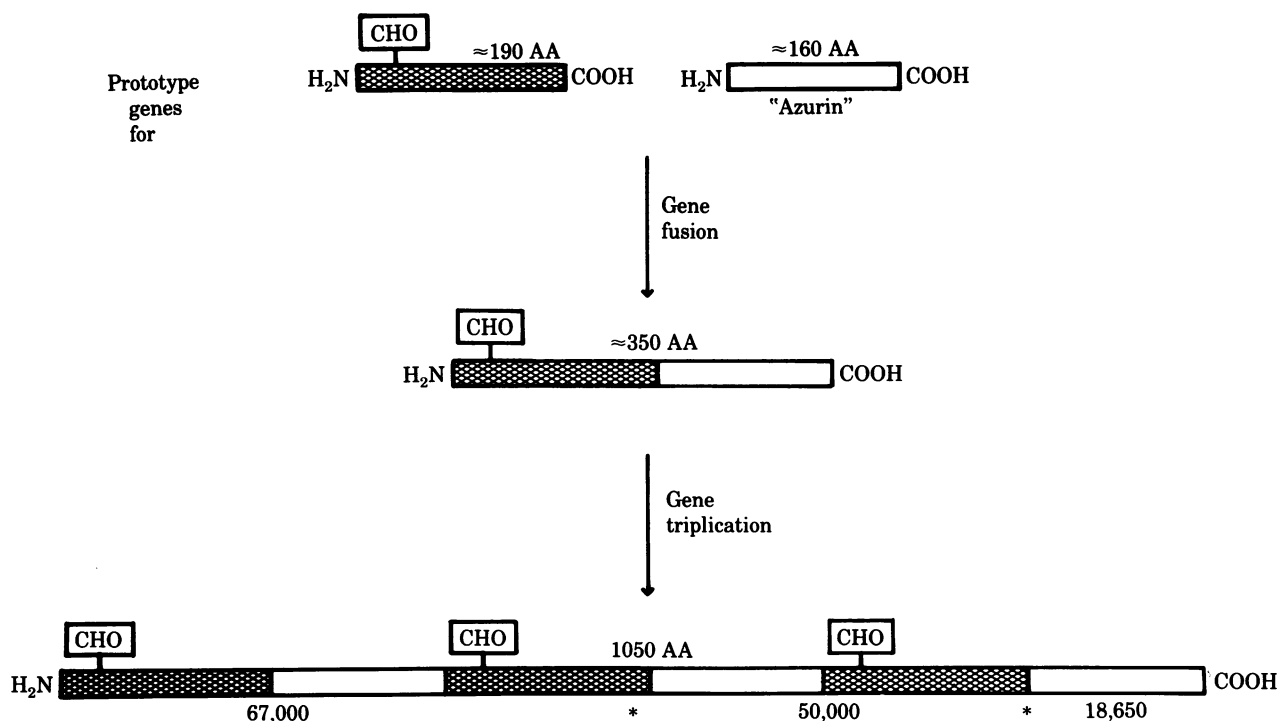 CHO
≈190 AA
≈160 AA
H₂N
COOH
H₂N
COOH
Prototype
genes
for
"Azurin"
Gene
fusion
CHO
≈350 AA
H₂N
COOH
Gene
triplication
CHO
CHO
1050 AA
CHO
H₂N
COOH
67,000 * 50,000 * 18,650